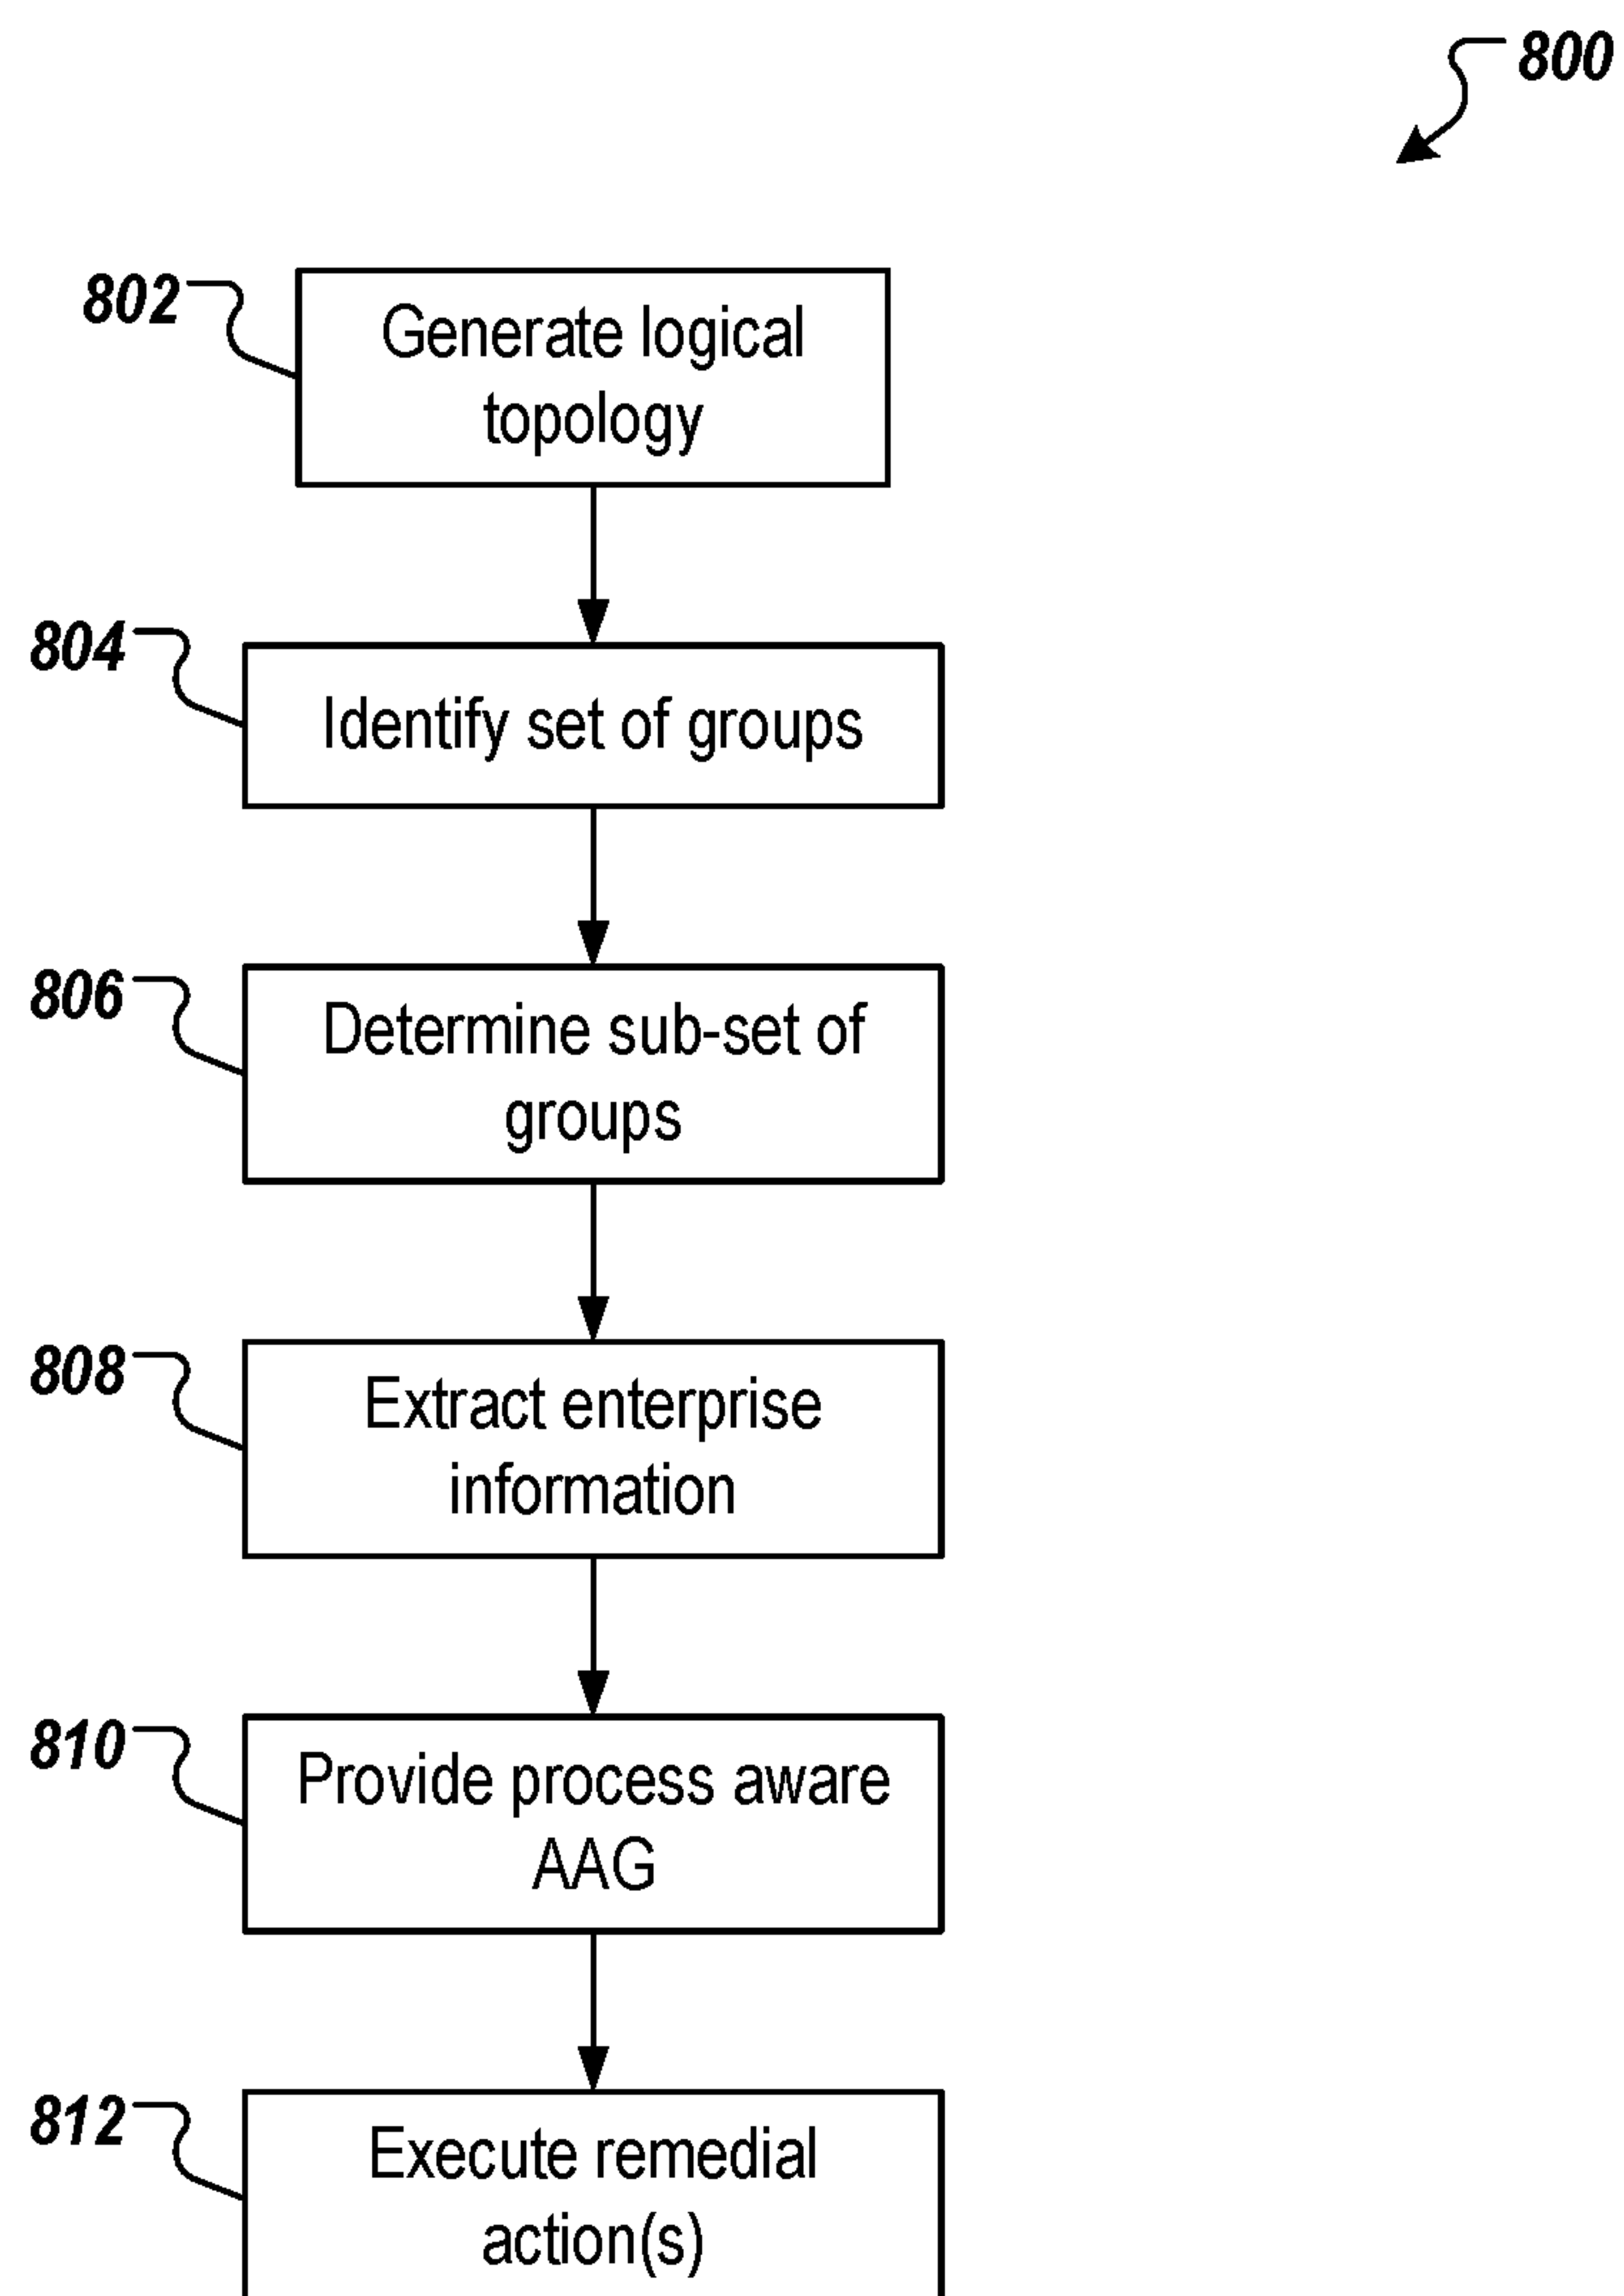 800
802
Generate logical
topology
804
Identify set of groups
806
Determine sub-set of
groups
808
Extract enterprise
information
810
Provide process aware
AAG
812
Execute remedial
action(s)